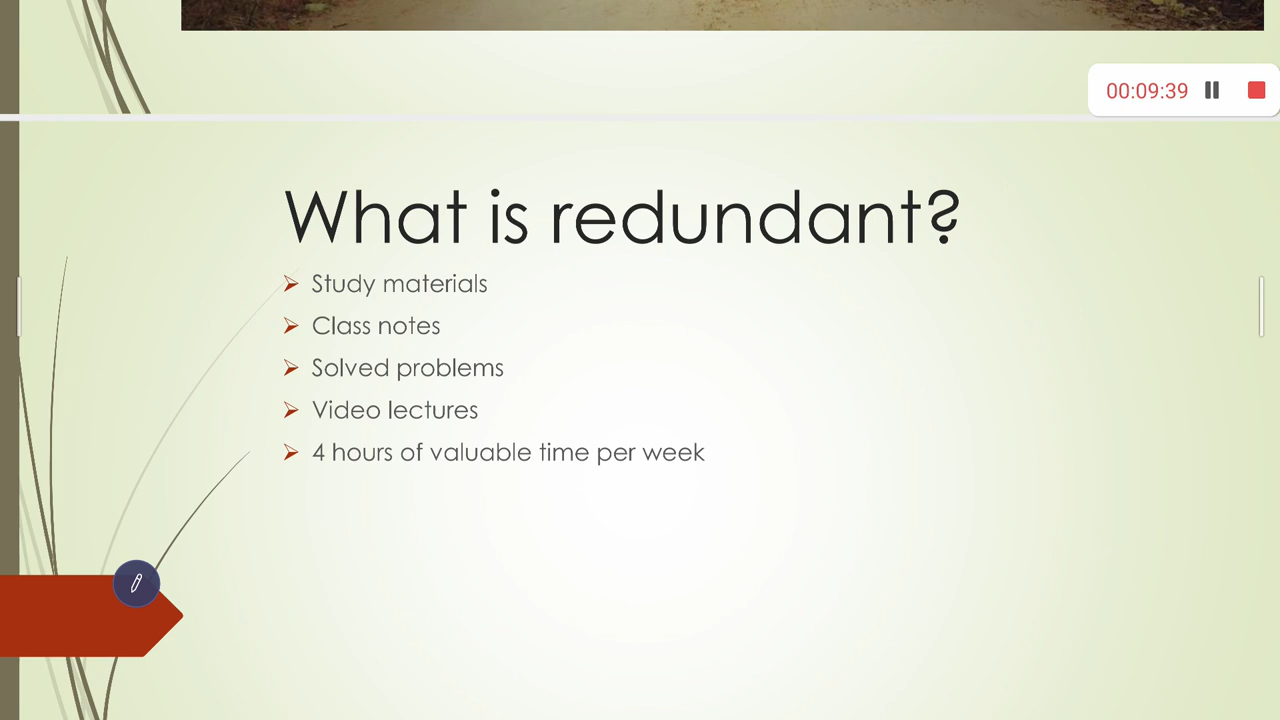 00:09:39
What is redundant?
Study materials
Class notes
Solved problems
Video lectures
4 hours of valuable time per week